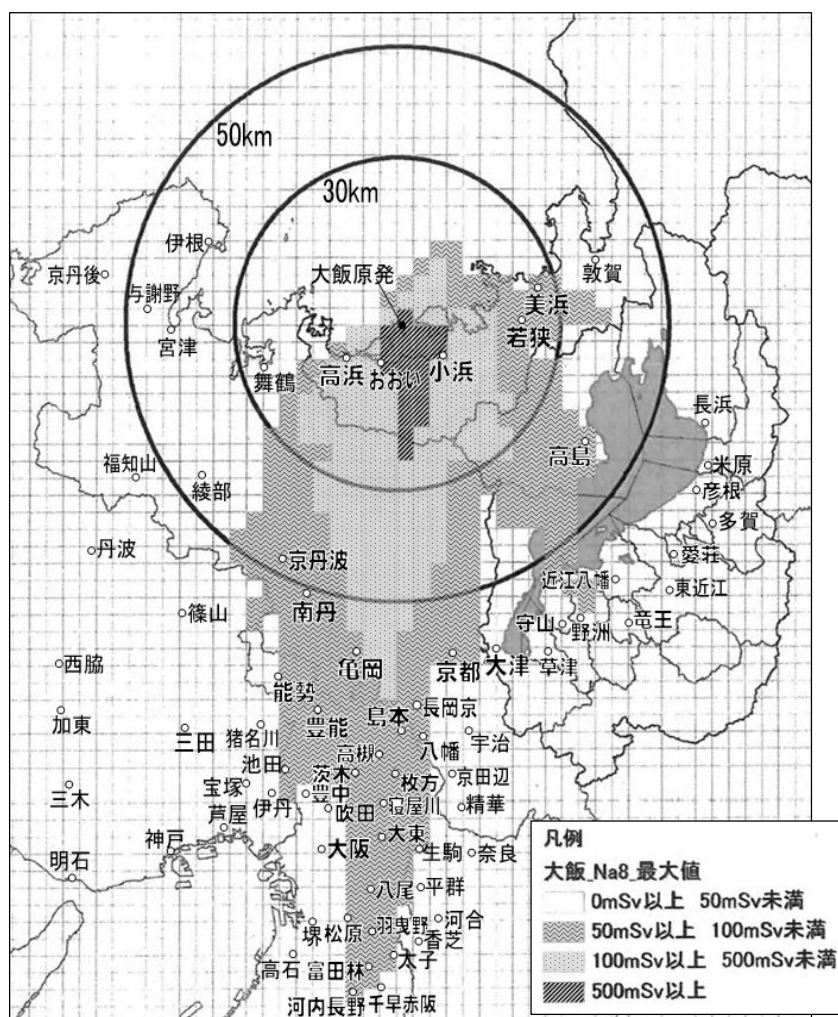 50km
30km
伊根
大飯原発
敦賀
京丹後
与謝野
美浜
若狭
宮津
舞鶴
高浜
おおい
小浜
長浜
高島
福知山
綾部
米原
彦根
多賀
丹波
京丹波
愛荘
近江八幡
東近江
南丹
篠山
守山
野洲
竜王
西脇
亀岡
京都
大津
草津
能勢
加東
豊能
島本
長岡京
三田
猪名川
八幡
宇治
高槻
池田
茨木
枚方
京田辺
三木
宝塚
伊丹
豊中
吹田
寝屋川
精華
芦屋
大東
神戸
大阪
生駒
奈良
明石
八尾
平群
堺
松原
羽曳野
河合
香芝
高石
富田林
太子
河内長野
千早赤阪
凡例
大飯_Na8_最大値
0mSv以上 50mSv未満
50mSv以上 100mSv未満
100mSv以上 500mSv未満
500mSv以上